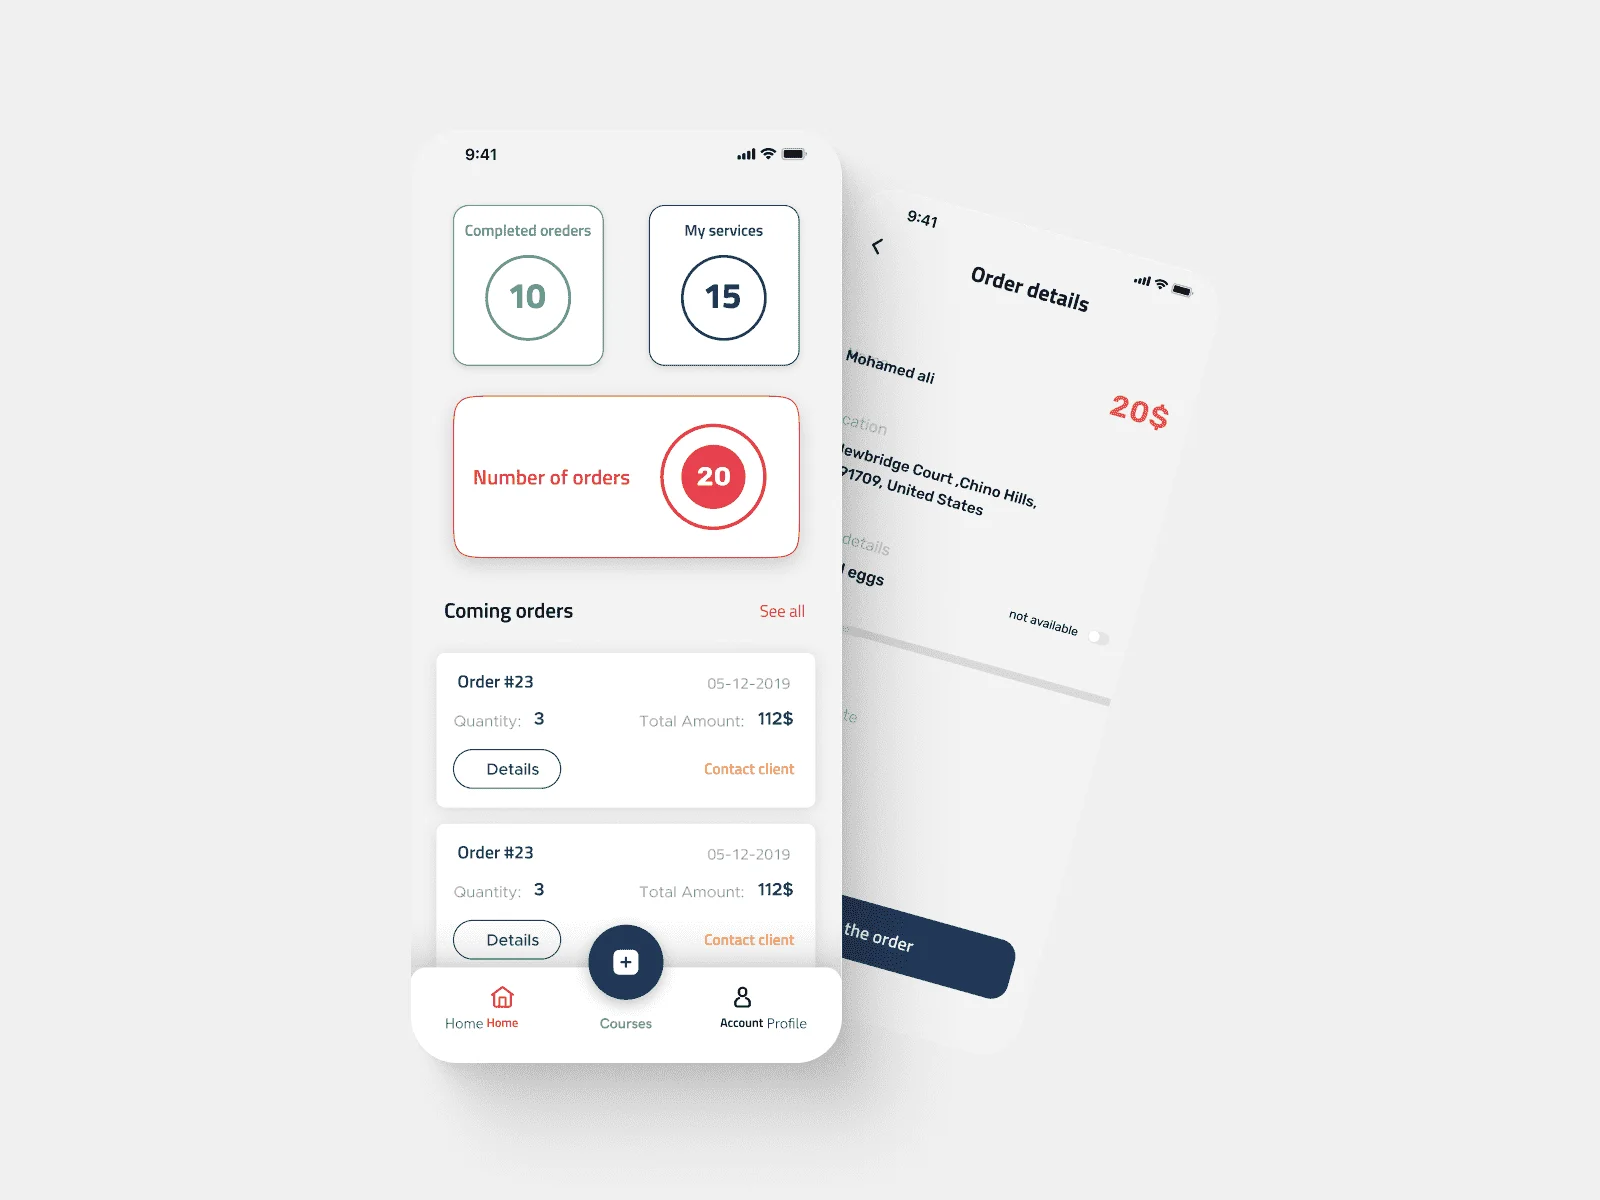 9:41
Completed oreders
10
My services
15
Number of orders
20
Coming orders
See all
Order #23
05-12-2019
Quantity: 3
Total Amount: 112$
Details
Contact client
Order #23
05-12-2019
Quantity: 3
Total Amount: 112$
Details
Contact client
Home Home
Courses
Account Profile
9:41
Order details
Mohamed ali
20$
cation
ewbridge Court ,Chino Hills,
91709, United States
details
eggs
not available
te
the order